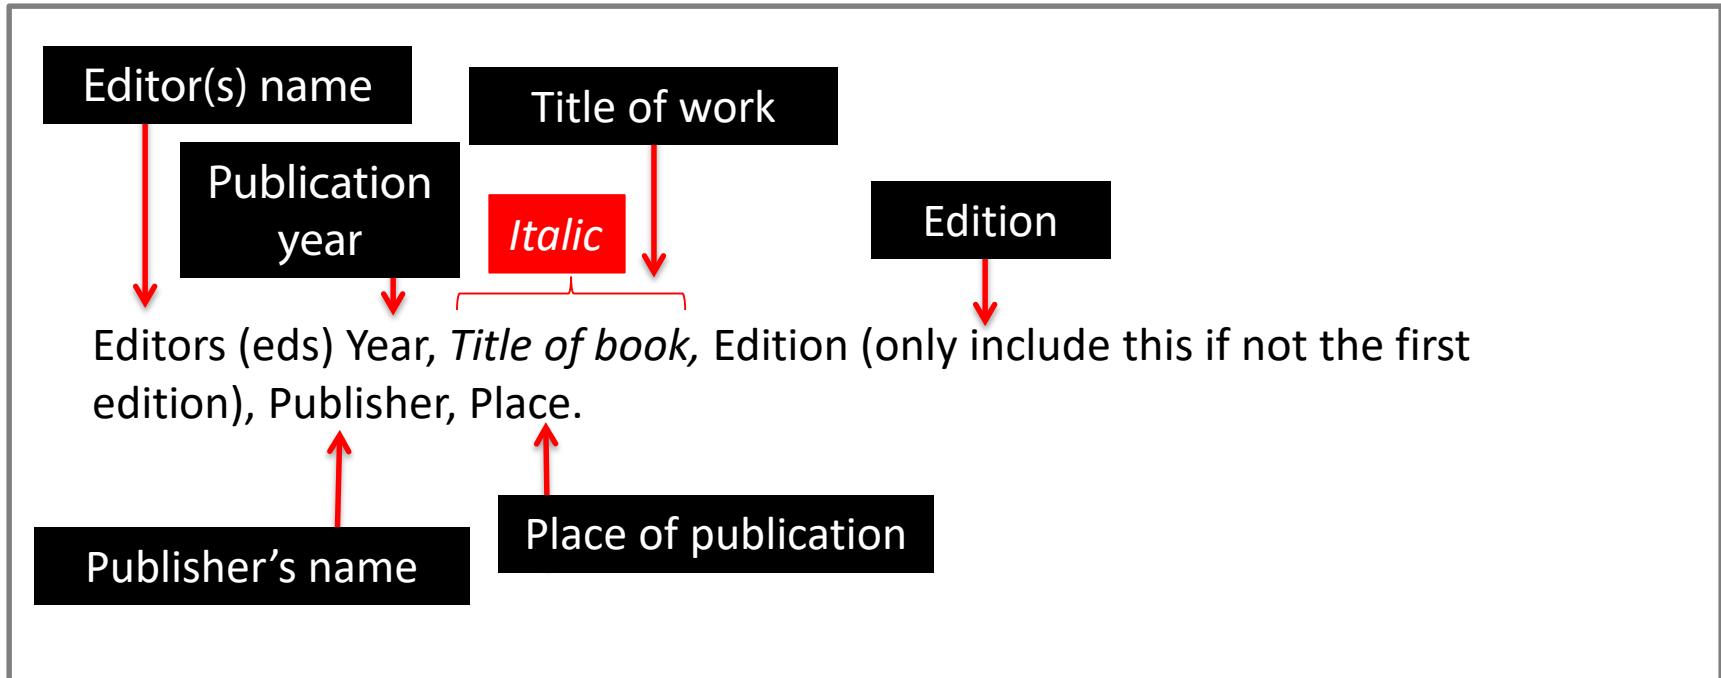 Editor(s) name
Title of work
Publication
year
Italic
Edition
Editors (eds) Year, Title of book, Edition (only include this if not the first
edition), Publisher, Place.
Place of publication
Publisher’s name